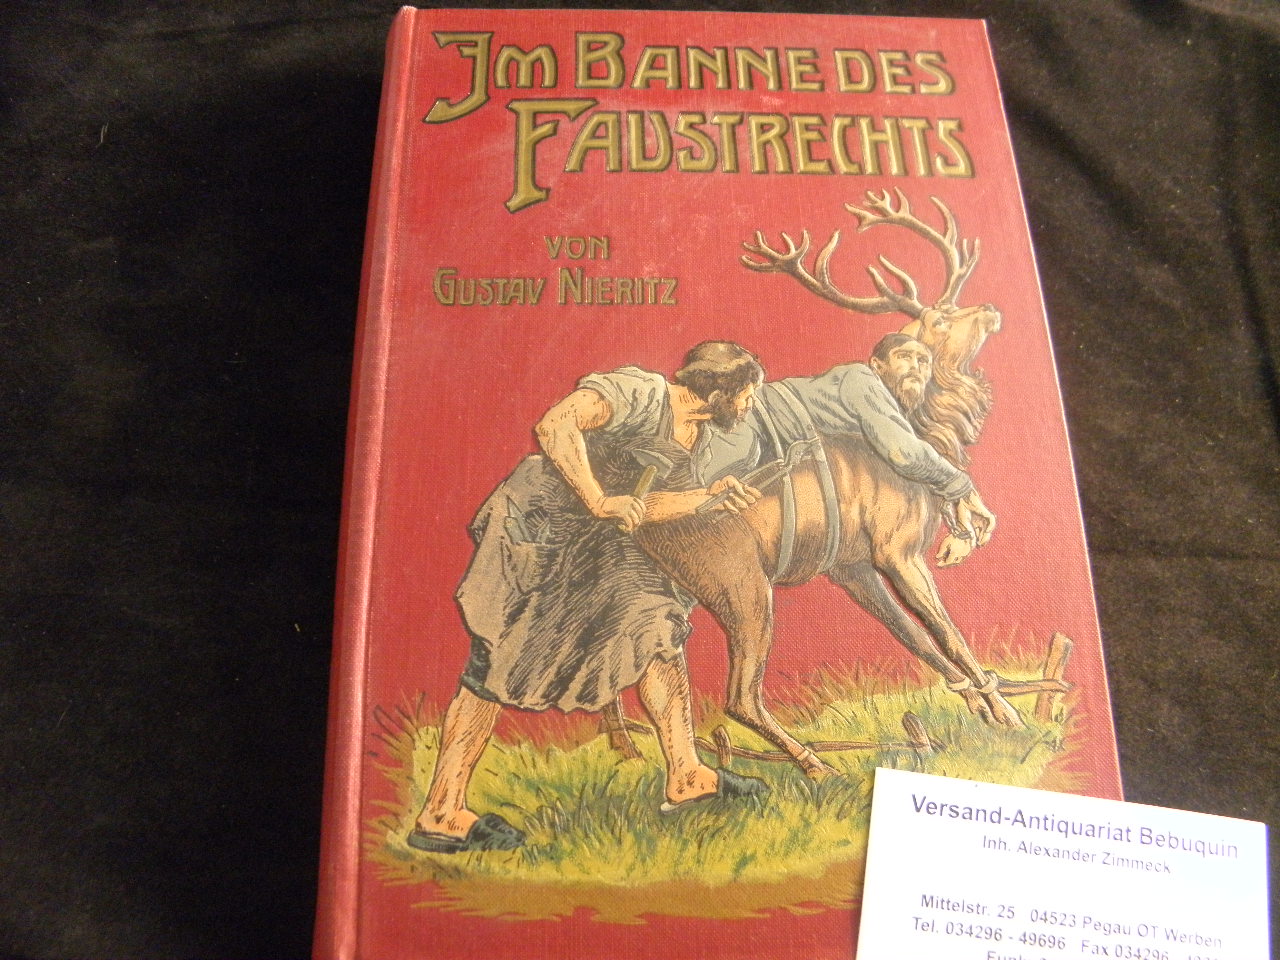 IM BANNE DES
FAUSTRECHTS
VON
GUSTAV NIERITZ
Versand-Antiquariat Bebuquin
Inh. Alexander Zimmeck
Mittelstr. 25 04523 Pegau OT Werben
Tel. 034296 - 49696 Fax 034296